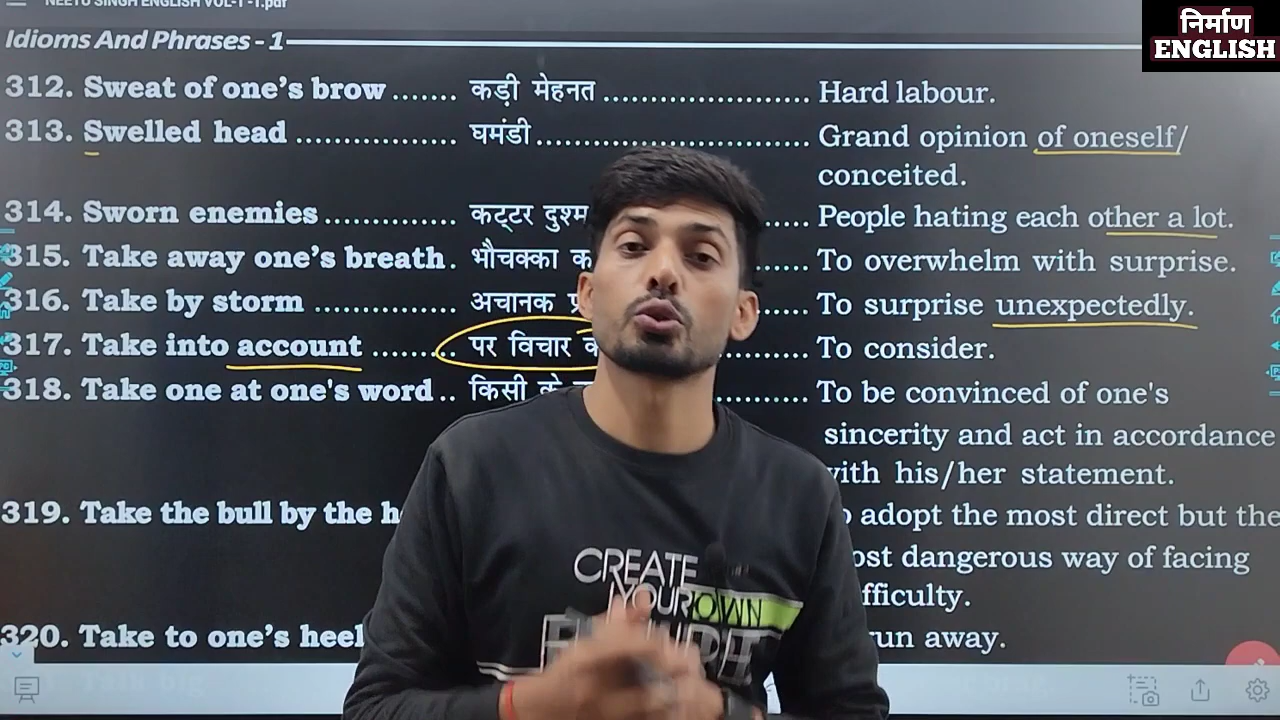 NEETU SINGH ENGLISH VOL-1 -1.pdf
निर्माण
ENGLISH
Idioms And Phrases - 1
312. Sweat of one’s brow ....... कड़ी मेहनत ....................... Hard labour.
313. Swelled head ................ घमंडी .............................. Grand opinion of oneself/
conceited.
314. Sworn enemies ............. कट्टर ...... People hating each other a lot.
315. Take away one’s breath . भौचक्का ...... To overwhelm with surprise.
316. Take by storm .............. अचानक ...... To surprise unexpectedly.
317. Take into account ......... पर विचार ............ To consider.
318. Take one at one's word .. किसी ............ To be convinced of one's
sincerity and act in accordance
with his/her statement.
319. Take the bull by the adopt the most direct but the
dangerous way of facing
320. Take to one’s run away.
CREATE
YOUR OWN